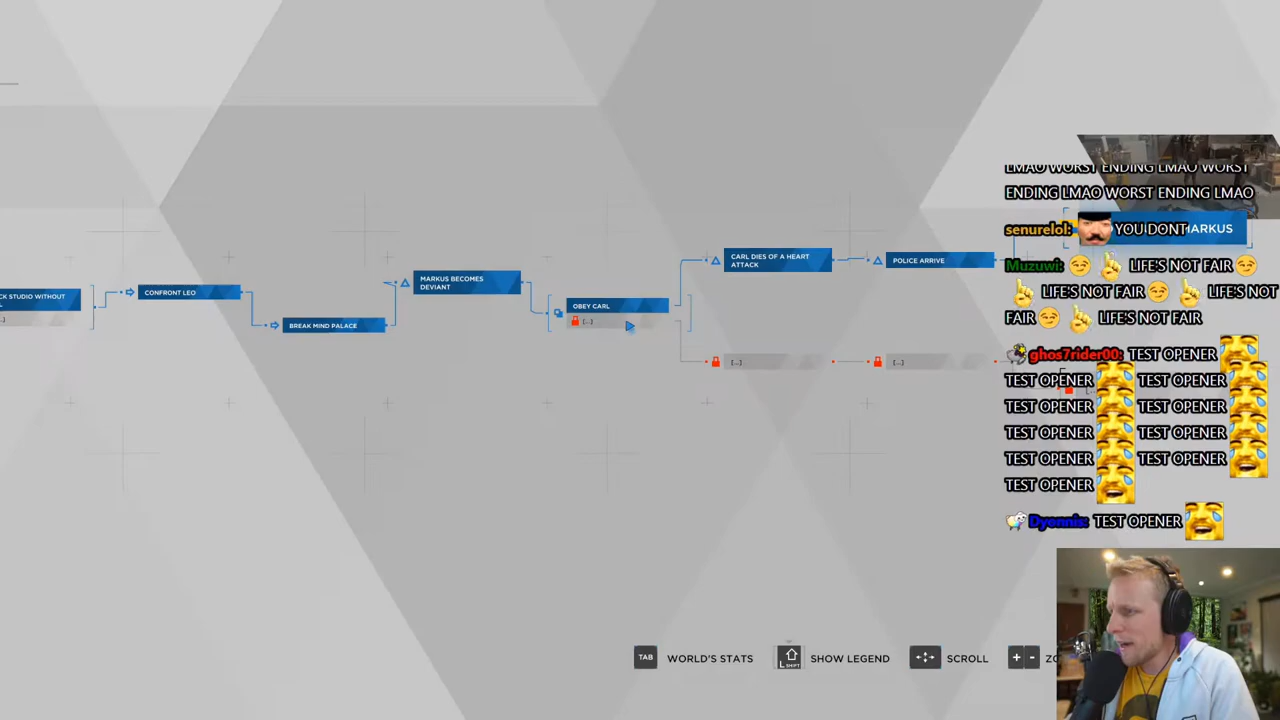 CK STUDIO WITHOUT
[...]
CONFRONT LEO
BREAK MIND PALACE
MARKUS BECOMES
DEVIANT
OBEY CARL
[...]
CARL DIES OF A HEART
ATTACK
POLICE ARRIVE
[...]
[...]
LMAO WORST ENDING LMAO WORST
ENDING LMAO WORST ENDING LMAO
senurelol: YOU DONT
ARKUS
Muzuwi: LIFE'S NOT FAIR
LIFE'S NOT FAIR LIFE'S NOT
FAIR LIFE'S NOT FAIR
ghos7rider00: TEST OPENER
TEST OPENER TEST OPENER
TEST OPENER TEST OPENER
TEST OPENER TEST OPENER
TEST OPENER TEST OPENER
TEST OPENER
Dyennis: TEST OPENER
TAB WORLD'S STATS L SHIFT SHOW LEGEND SCROLL + - ZO